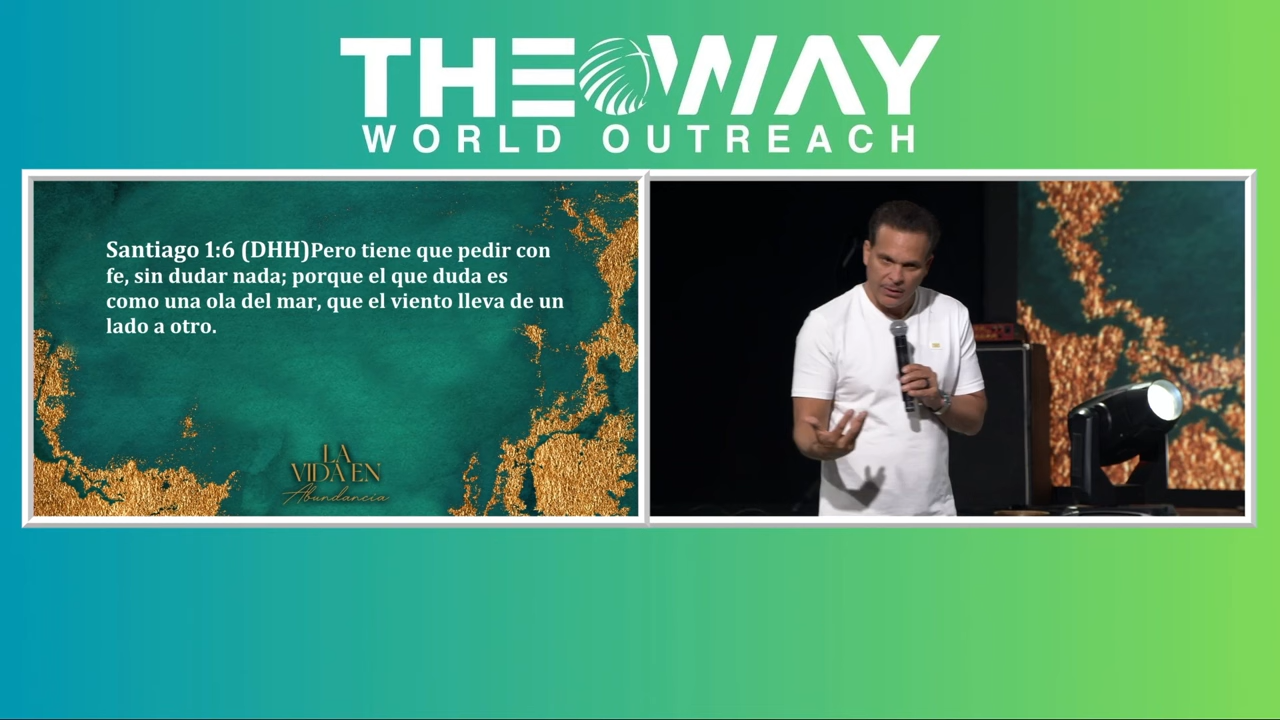 THE WAY
WORLD OUTREACH
Santiago 1:6 (DHH)Pero tiene que pedir con
fe, sin dudar nada; porque el que duda es
como una ola del mar, que el viento lleva de un
lado a otro.
LA
VIDA EN
Abundancia